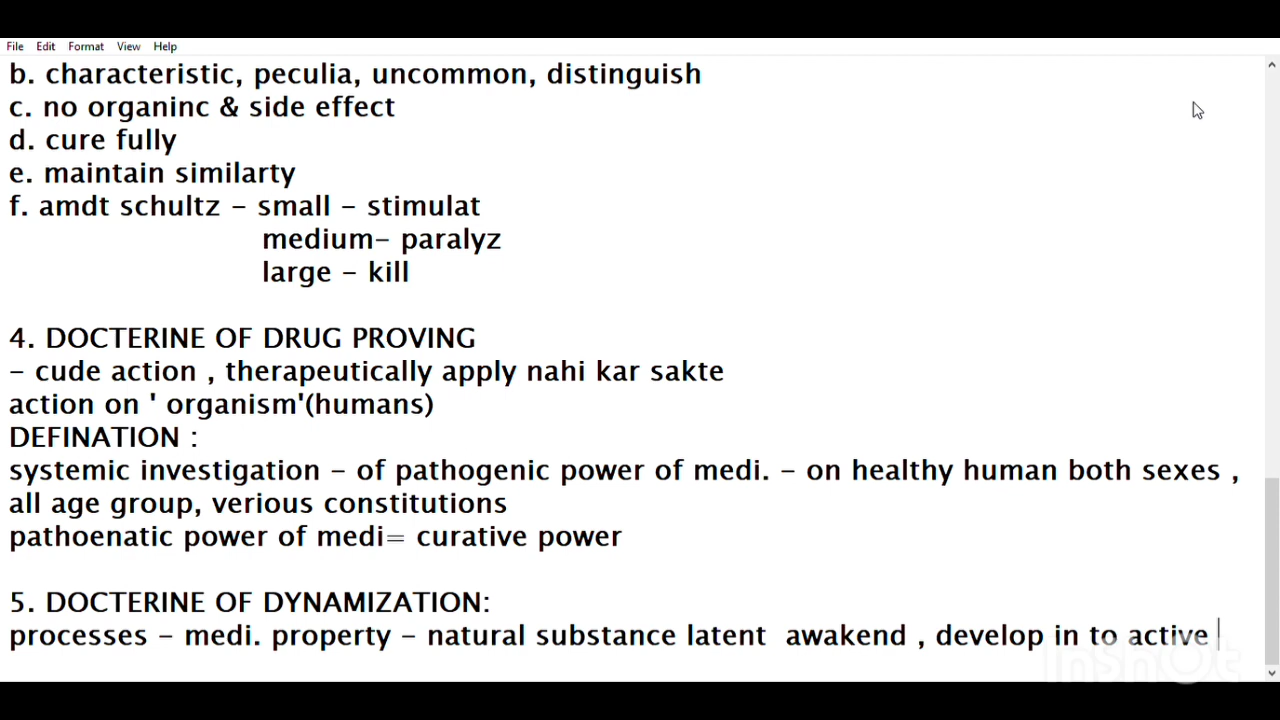 File Edit Format View Help
b. characteristic, peculia, uncommon, distinguish
c. no organinc & side effect
d. cure fully
e. maintain similarty
f. amdt schultz - small - stimulat
medium- paralyz
large - kill
4. DOCTERINE OF DRUG PROVING
- cude action , therapeutically apply nahi kar sakte
action on ' organism'(humans)
DEFINATION :
systemic investigation - of pathogenic power of medi. - on healthy human both sexes ,
all age group, verious constitutions
pathoenatic power of medi= curative power
5. DOCTERINE OF DYNAMIZATION:
processes - medi. property - natural substance latent  awakend , develop in to active
InShOt